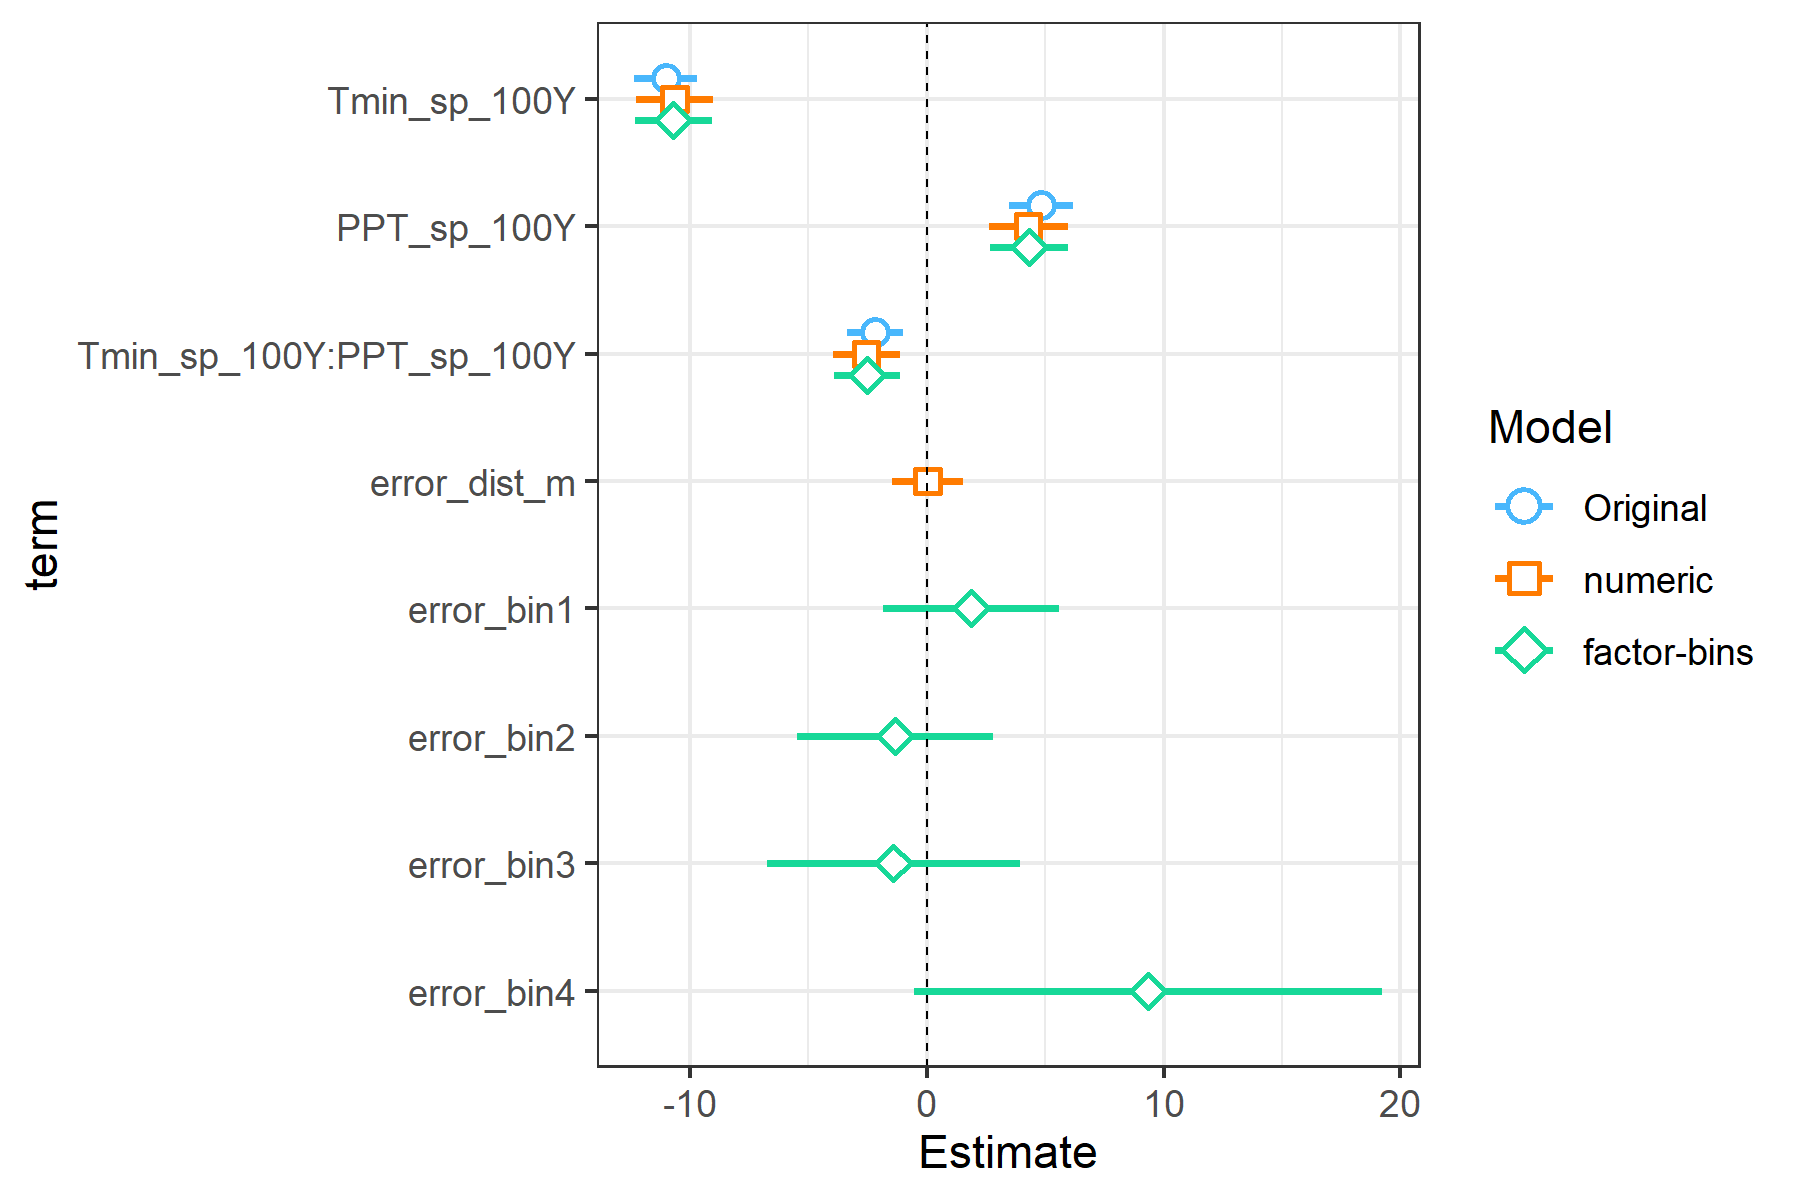 Tmin_sp_100Y
PPT_sp_100Y
Tmin_sp_100Y:PPT_sp_100Y
error_dist_m
error_bin1
error_bin2
error_bin3
error_bin4
term
-10 0 10 20
Estimate
Model
Original
numeric
factor-bins